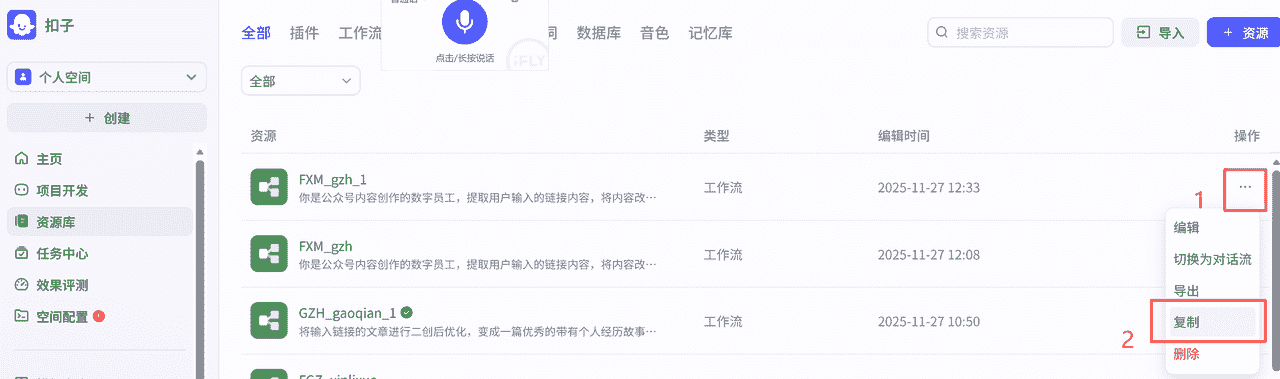 扣子
个人空间
+ 创建
主页
项目开发
资源库
任务中心
效果评测
空间配置
全部 插件 工作流 数据库 音色 记忆库
点击/长按说话
iFLY
搜索资源
导入
+ 资源
全部
资源 类型 编辑时间 操作
FXM_gzh_1
你是公众号内容创作的数字员工，提取用户输入的链接内容，将内容改…
工作流 2025-11-27 12:33 ...
FXM_gzh
你是公众号内容创作的数字员工，提取用户输入的链接内容，将内容改…
工作流 2025-11-27 12:08
GZH_gaoqian_1
将输入链接的文章进行二创后优化，变成一篇优秀的带有个人经历故事…
工作流 2025-11-27 10:50
1
编辑
切换为对话流
导出
2
复制
删除